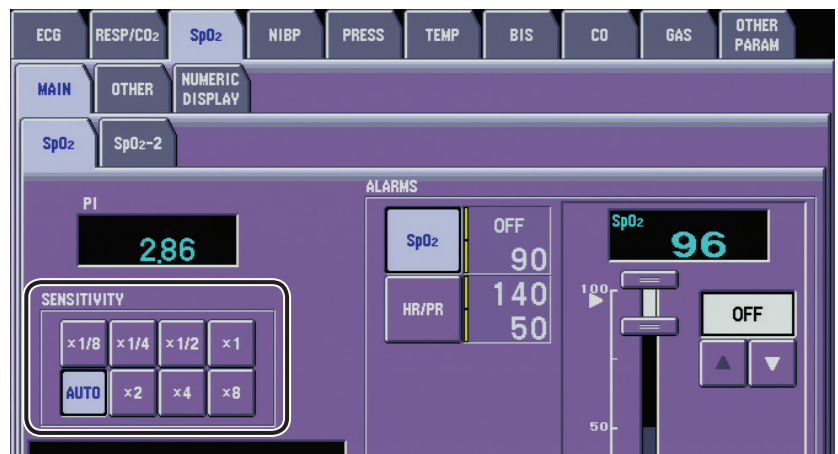 ECG RESP/CO2 SpO2 NIBP PRESS TEMP BIS CO GAS OTHER PARAM
MAIN OTHER NUMERIC DISPLAY
SpO2 SpO2-2
PI
2.86
SENSITIVITY
×1/8 ×1/4 ×1/2 ×1
AUTO ×2 ×4 ×8
ALARMS
SpO2 OFF
90
HR/PR 140
50
SpO2
96
100
OFF
50